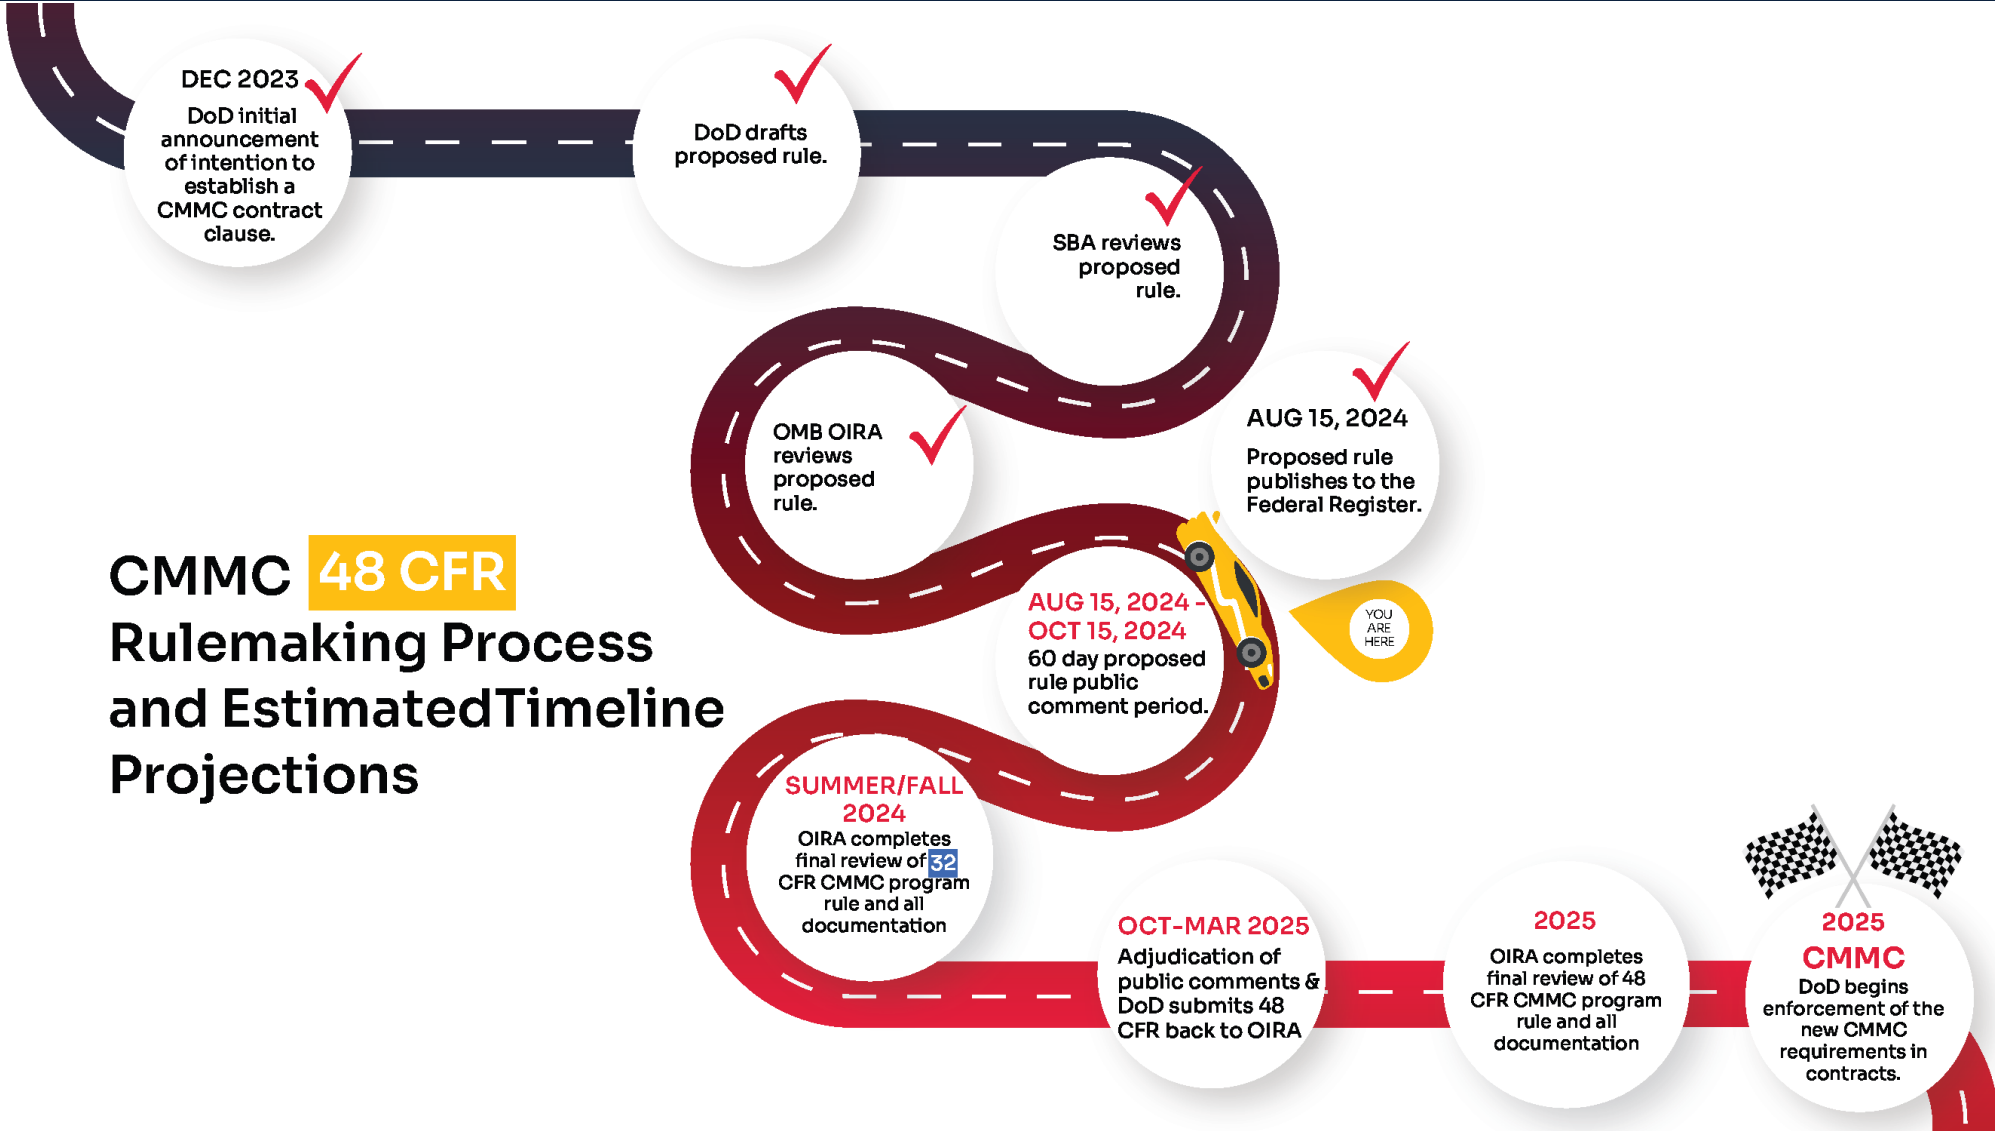 DEC 2023
DoD initial
announcement
of intention to
establish a
CMMC contract
clause.
DoD drafts
proposed rule.
SBA reviews
proposed
rule.
OMB OIRA
reviews
proposed
rule.
AUG 15, 2024
Proposed rule
publishes to the
Federal Register.
YOU
ARE
HERE
AUG 15, 2024 -
OCT 15, 2024
60 day proposed
rule public
comment period.
CMMC 48 CFR
Rulemaking Process
and EstimatedTimeline
Projections
SUMMER/FALL
2024
OIRA completes
final review of 32
CFR CMMC program
rule and all
documentation
OCT-MAR 2025
Adjudication of
public comments &
DoD submits 48
CFR back to OIRA
2025
OIRA completes
final review of 48
CFR CMMC program
rule and all
documentation
2025
CMMC
DoD begins
enforcement of the
new CMMC
requirements in
contracts.